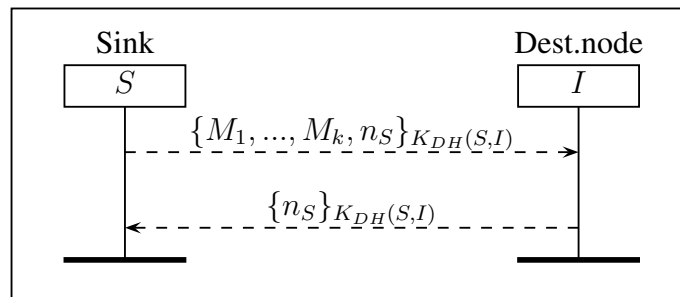 Sink Dest.node
S I
{M_1, ..., M_k, n_S}_{K_{DH}(S,I)}
{n_S}_{K_{DH}(S,I)}